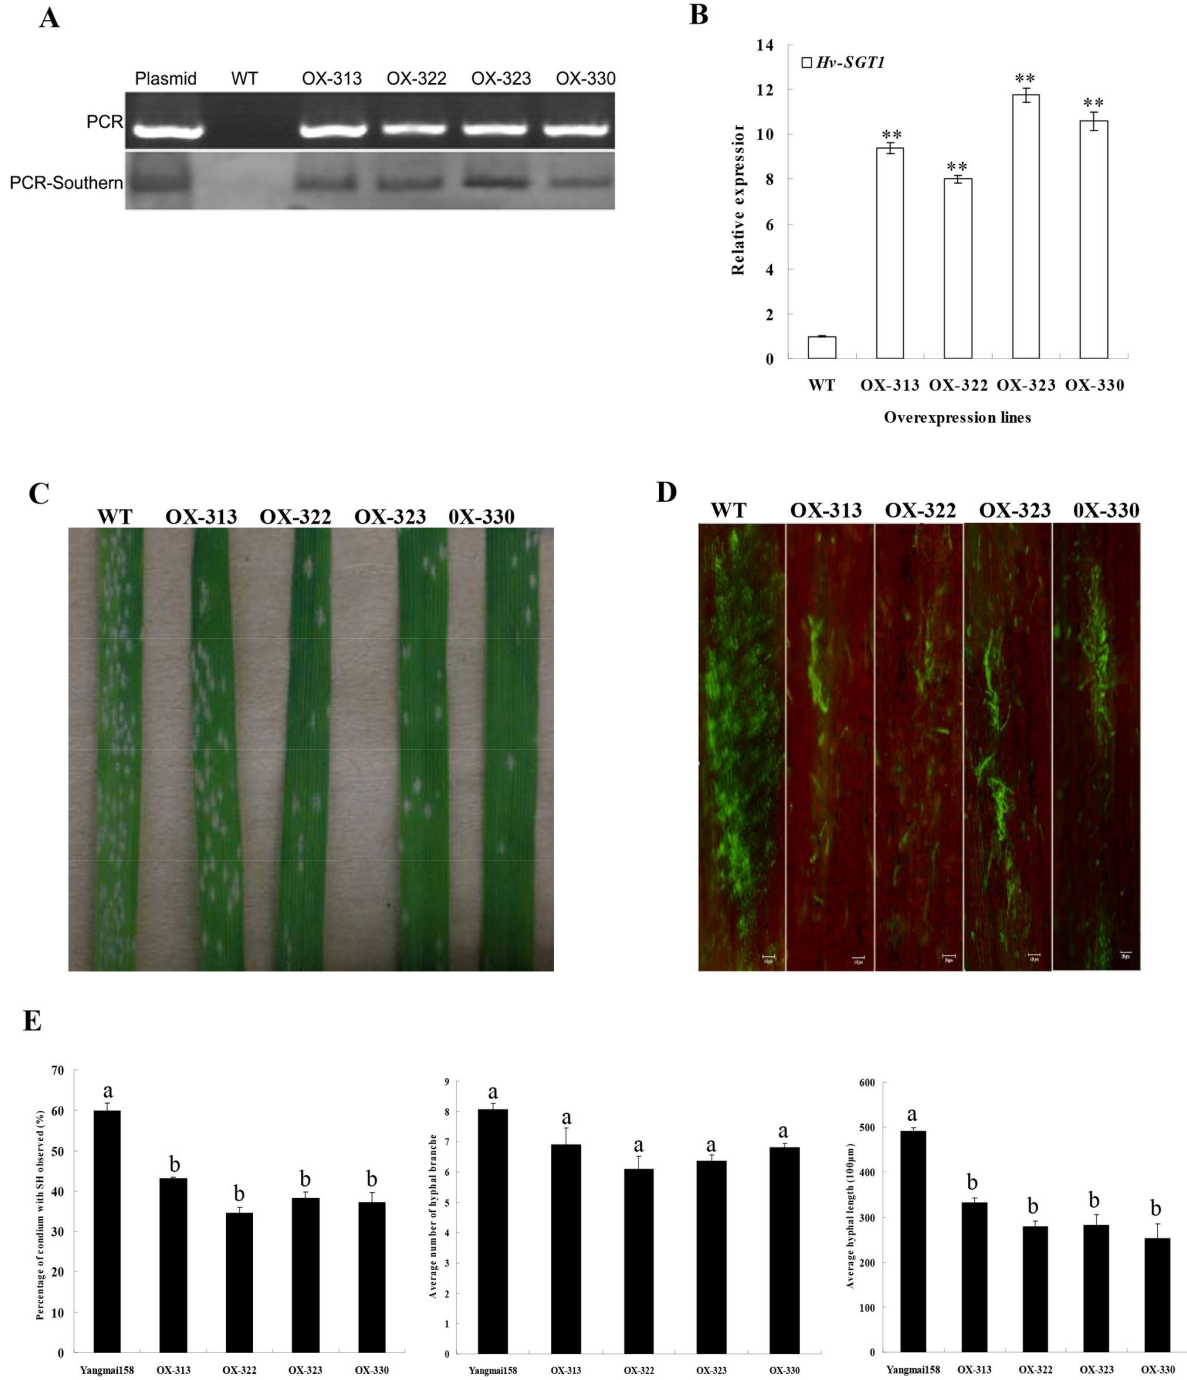 A
Plasmid WT OX-313 OX-322 OX-323 OX-330
PCR
PCR-Southern
B
Relative expression
14
12
10
8
6
4
2
0
Hv-SGT1
**
**
**
**
WT OX-313 OX-322 OX-323 OX-330
Overexpression lines
C
WT OX-313 OX-322 OX-323 0X-330
D
WT OX-313 OX-322 OX-323 0X-330
E
Percentage of condium with SH observed (%)
70
60
50
40
30
20
10
0
a
b
b
b
b
Yangmai158 OX-313 OX-322 OX-323 OX-330
Average number of hyphal branche
9
8
7
6
5
4
3
2
1
0
a
a
a
a
a
Yangmai158 OX-313 OX-322 OX-323 OX-330
Average hyphal length (100μm)
600
500
400
300
200
100
0
a
b
b
b
b
Yangmai158 OX-313 OX-322 OX-323 OX-330